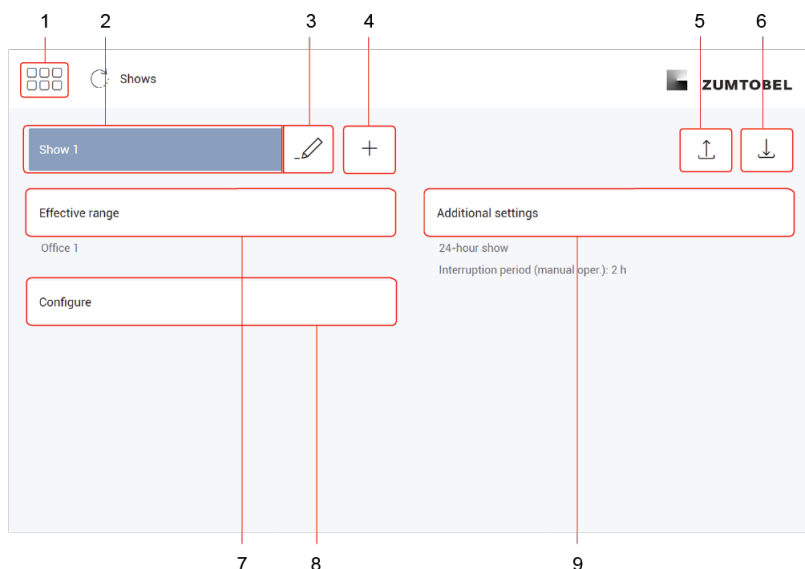 1 2 3 4 5 6
Shows
ZUMTOBEL
Show 1
Effective range
Additional settings
Office 1
24-hour show
Interruption period (manual oper.): 2 h
Configure
7 8 9